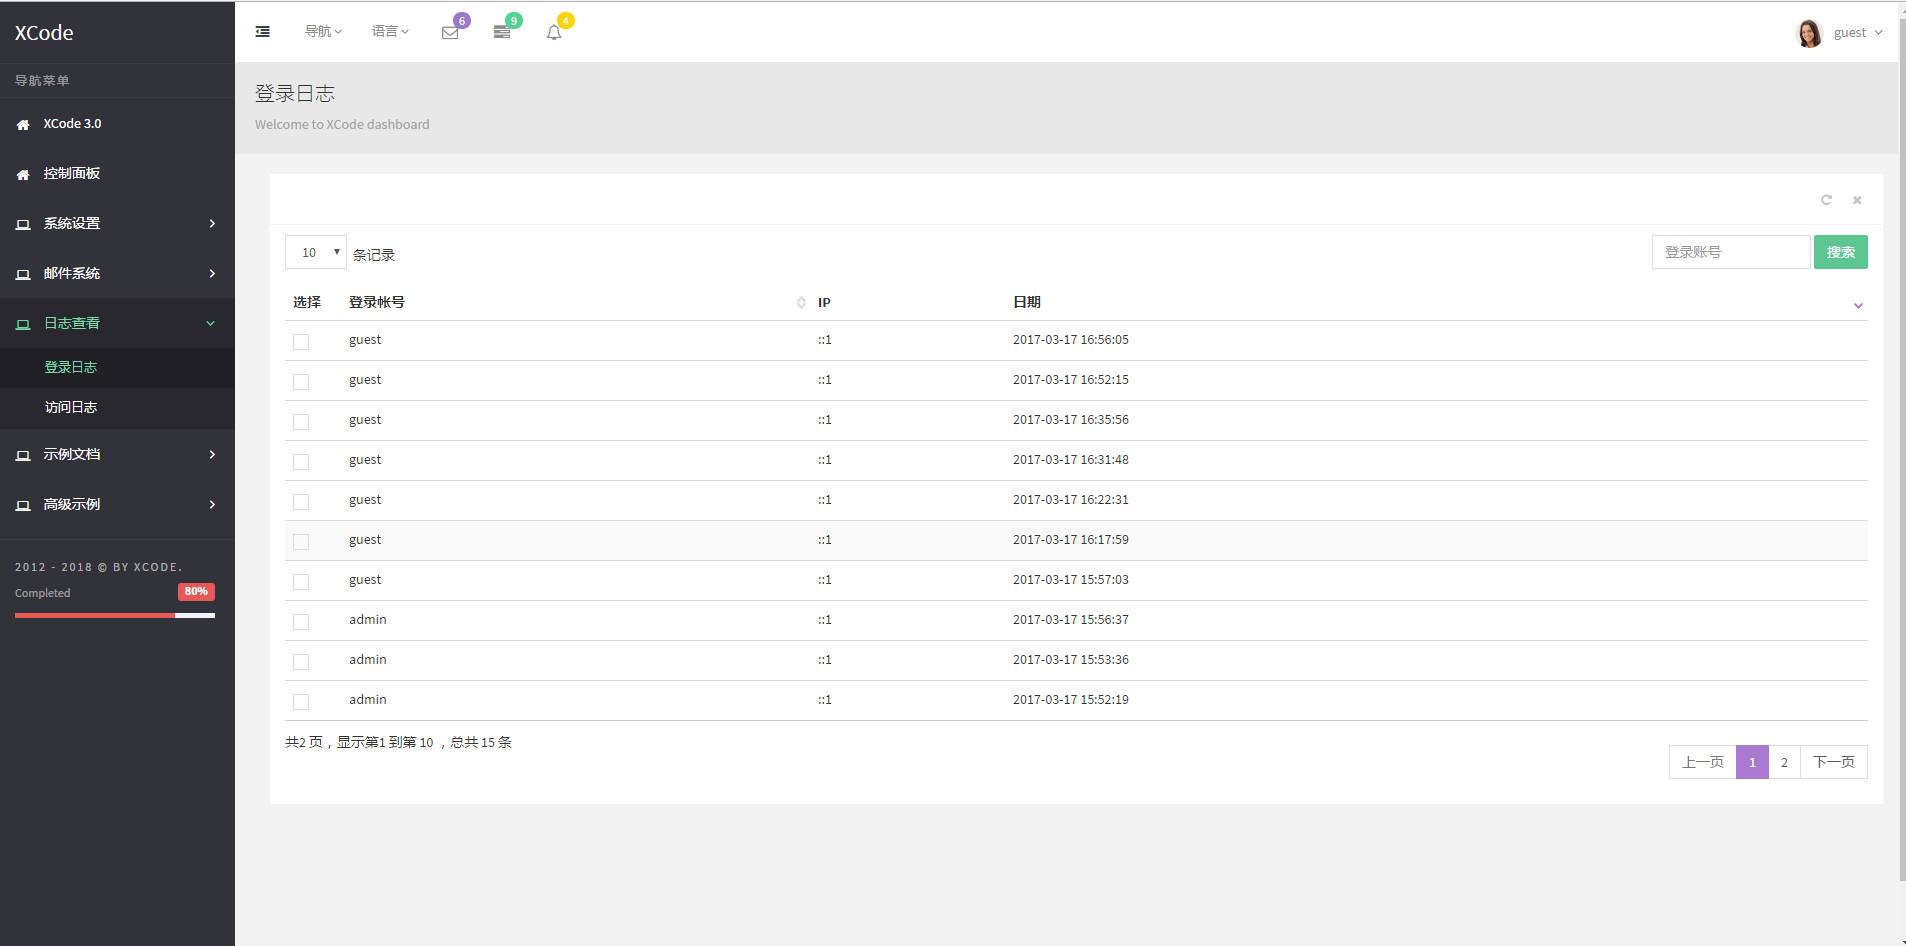 XCode
导航菜单
XCode 3.0
控制面板
系统设置
邮件系统
日志查看
登录日志
访问日志
示例文档
高级示例
2012 - 2018 © BY XCODE.
Completed 80%
导航 语言 6 9 4 guest
登录日志
Welcome to XCode dashboard
10 条记录 登录账号 搜索
选择 登录帐号 IP 日期
guest ::1 2017-03-17 16:56:05
guest ::1 2017-03-17 16:52:15
guest ::1 2017-03-17 16:35:56
guest ::1 2017-03-17 16:31:48
guest ::1 2017-03-17 16:22:31
guest ::1 2017-03-17 16:17:59
guest ::1 2017-03-17 15:57:03
admin ::1 2017-03-17 15:56:37
admin ::1 2017-03-17 15:53:36
admin ::1 2017-03-17 15:52:19
共2 页，显示第1 到第 10 ，总共 15 条
上一页 1 2 下一页